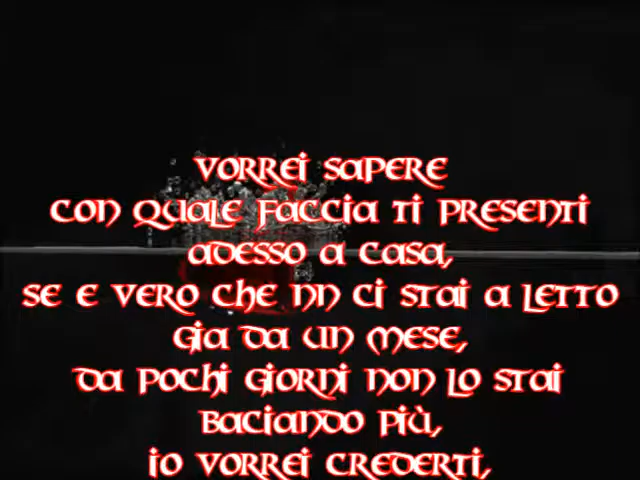 VORREI SAPERE
CON QUALE FACCIA TI PRESENTI
ADESSO A CASA,
SE E VERO CHE NN CI STAI A LETTO
GIA DA UN MESE,
DA POCHI GIORNI NON LO STAI
BACIANDO PIÙ,
IO VORREI CREDERTI,